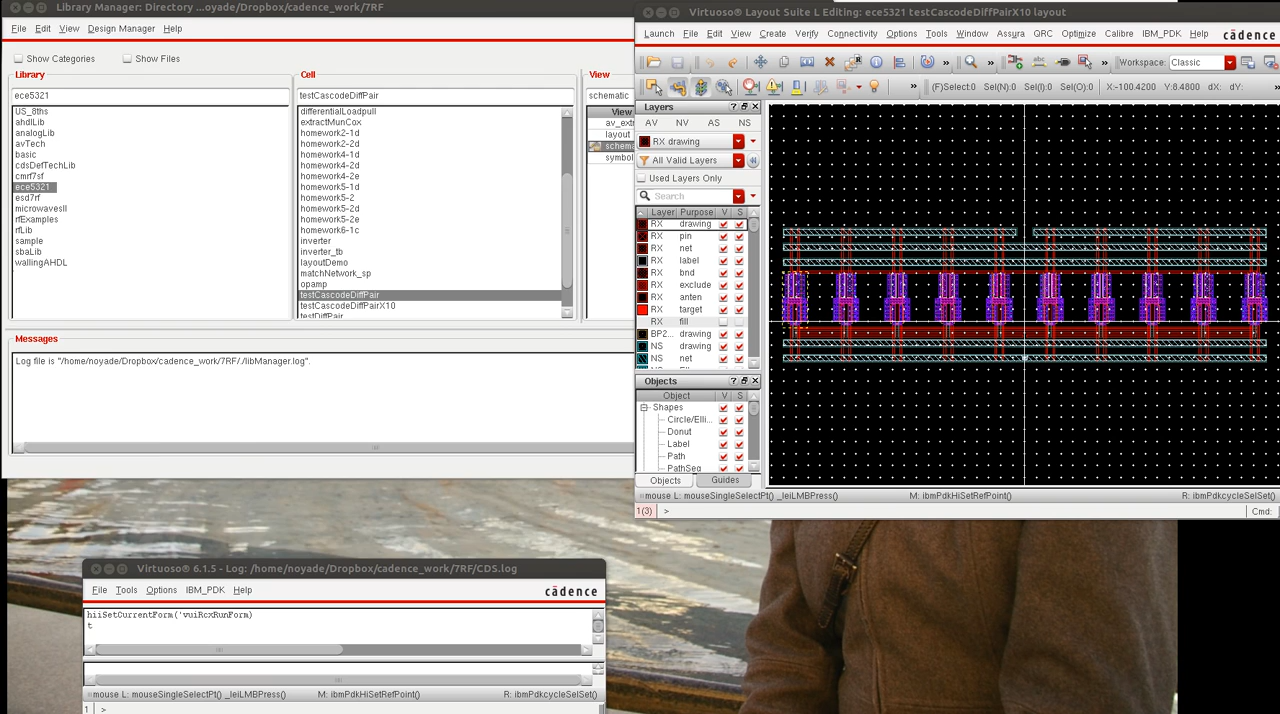 Library Manager: Directory ...oyade/Dropbox/cadence_work/7RF
File Edit View Design Manager Help
Show Categories Show Files
Library
ece5321
US_8ths
ahdlLib
analogLib
avTech
basic
cdsDefTechLib
cmrf7sf
ece5321
esd7rf
microwavesII
rfExamples
rfLib
sample
sbaLib
wallingAHDL
Cell
testCascodeDiffPair
differentialLoadpull
extractMunCox
homework2-1d
homework2-2d
homework4-1d
homework4-2d
homework4-2e
homework5-1d
homework5-2
homework5-2d
homework5-2e
homework6-1c
inverter
inverter_tb
layoutDemo
matchNetwork_sp
opamp
testCascodeDiffPair
testCascodeDiffPairX10
testDiffPair
View
schematic
View
av_ext
layout
schema
symbol
Messages
Log file is "/home/noyade/Dropbox/cadence_work/7RF/./libManager.log".
Virtuoso® Layout Suite L Editing: ece5321 testCascodeDiffPairX10 layout
Launch File Edit View Create Verify Connectivity Options Tools Window Assura QRC Optimize Calibre IBM_PDK Help cādence
Workspace: Classic
(F)Select:0 Sel(N):0 Sel(I):0 Sel(O):0 X:-100.4200 Y:8.4800 dX: dY:
Layers
AV NV AS NS
RX drawing
All Valid Layers
Used Layers Only
Search
Layer Purpose V S
RX drawing
RX pin
RX net
RX label
RX bnd
RX exclude
RX anten
RX target
RX fill
BP2... drawing
NS drawing
NS net
Objects
Object V S
Shapes
Circle/Elli...
Donut
Label
Path
PathSeg
Objects Guides
mouse L: mouseSingleSelectPt() _leiLMBPress() M: ibmPdkHiSetRefPoint() R: ibmPdkcycleSelSet()
1(3) > Cmd:
Virtuoso® 6.1.5 - Log: /home/noyade/Dropbox/cadence_work/7RF/CDS.log
File Tools Options IBM_PDK Help cādence
hiiSetCurrentForm('vuiRcxRunForm)
t
mouse L: mouseSingleSelectPt() _leiLMBPress() M: ibmPdkHiSetRefPoint() R: ibmPdkcycleSelSet()
1 >